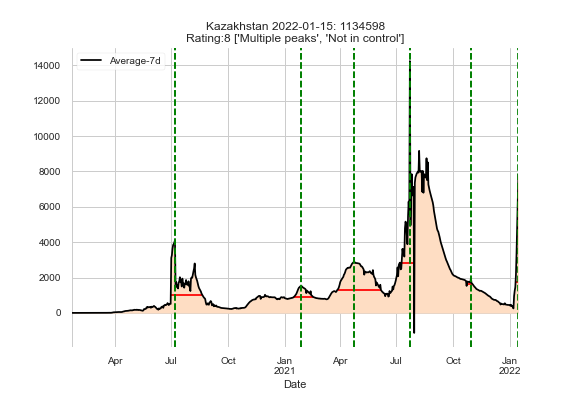 Kazakhstan 2022-01-15: 1134598
Rating:8 ['Multiple peaks', 'Not in control']
Average-7d
14000
12000
10000
8000
6000
4000
2000
0
Apr Jul Oct Jan Apr Jul Oct Jan
2021 2022
Date